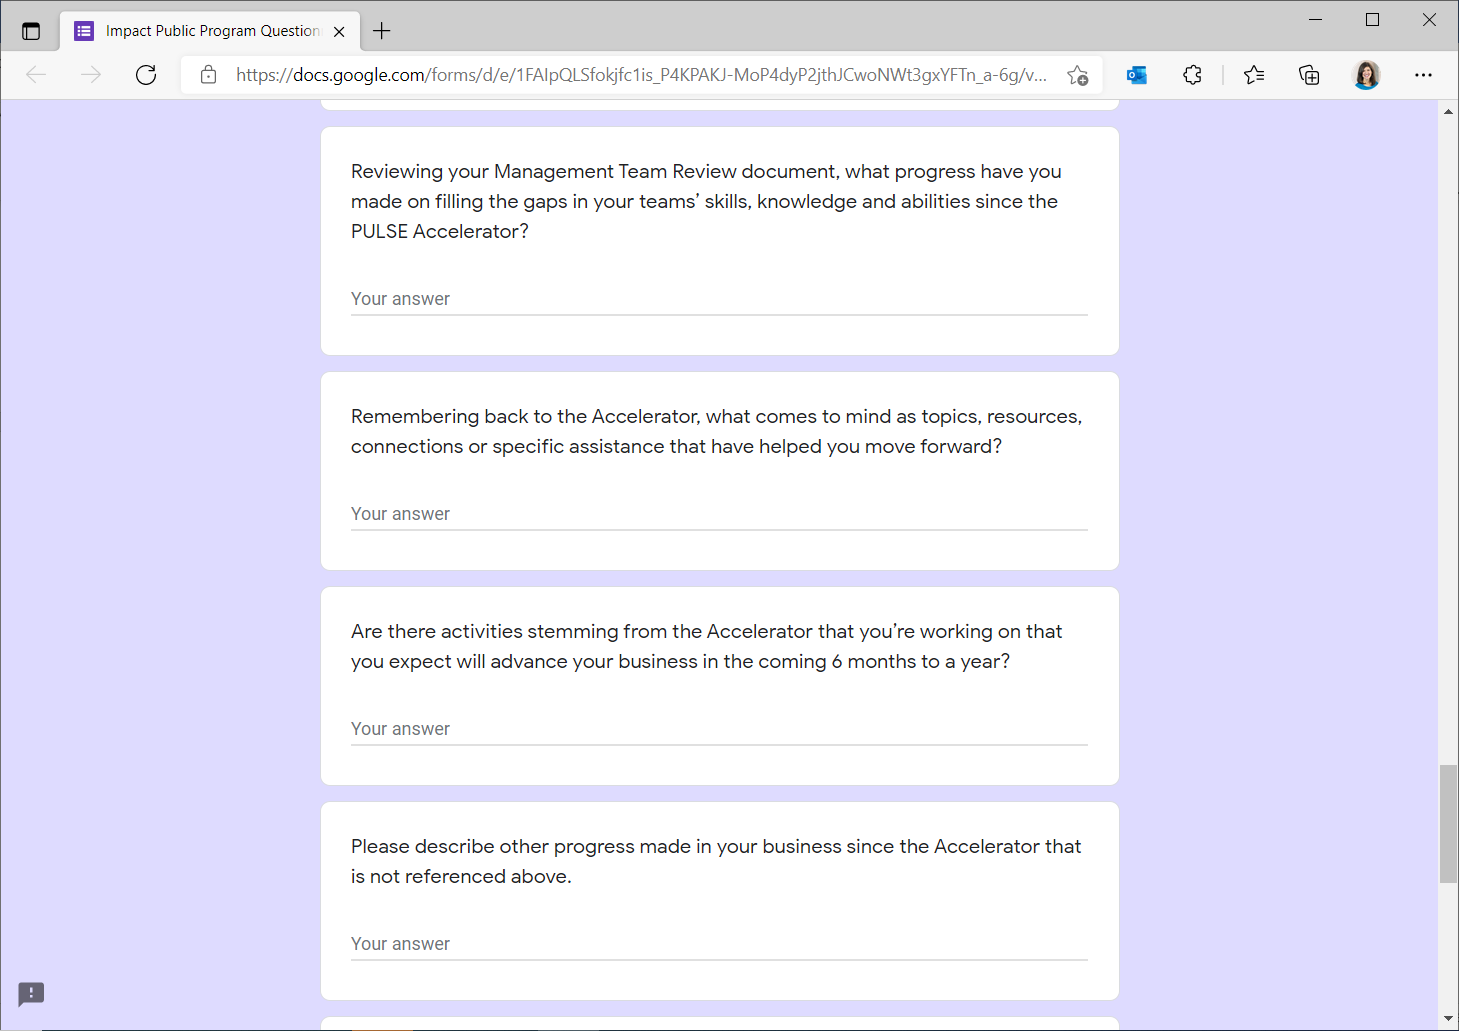 Impact Public Program Question
https://docs.google.com/forms/d/e/1FAIpQLSfokjfc1is_P4KPAKJ-MoP4dyP2jthJCwoNWt3gxYFTn_a-6g/v...
Reviewing your Management Team Review document, what progress have you
made on filling the gaps in your teams’ skills, knowledge and abilities since the
PULSE Accelerator?
Your answer
Remembering back to the Accelerator, what comes to mind as topics, resources,
connections or specific assistance that have helped you move forward?
Your answer
Are there activities stemming from the Accelerator that you’re working on that
you expect will advance your business in the coming 6 months to a year?
Your answer
Please describe other progress made in your business since the Accelerator that
is not referenced above.
Your answer